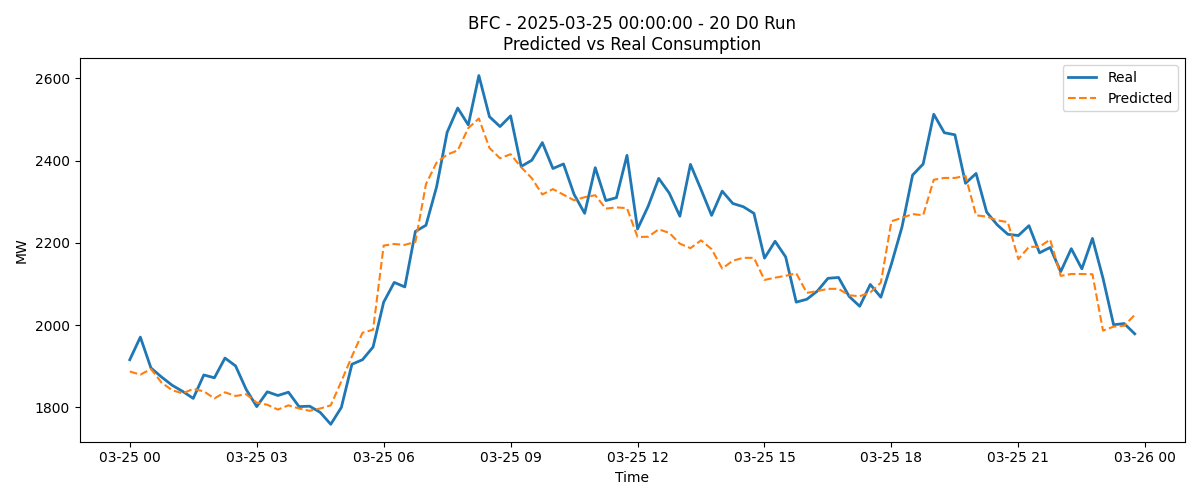 BFC - 2025-03-25 00:00:00 - 20 D0 Run
Predicted vs Real Consumption
Real
Predicted
MW
2600
2400
2200
2000
1800
03-25 00
03-25 03
03-25 06
03-25 09
03-25 12
03-25 15
03-25 18
03-25 21
03-26 00
Time